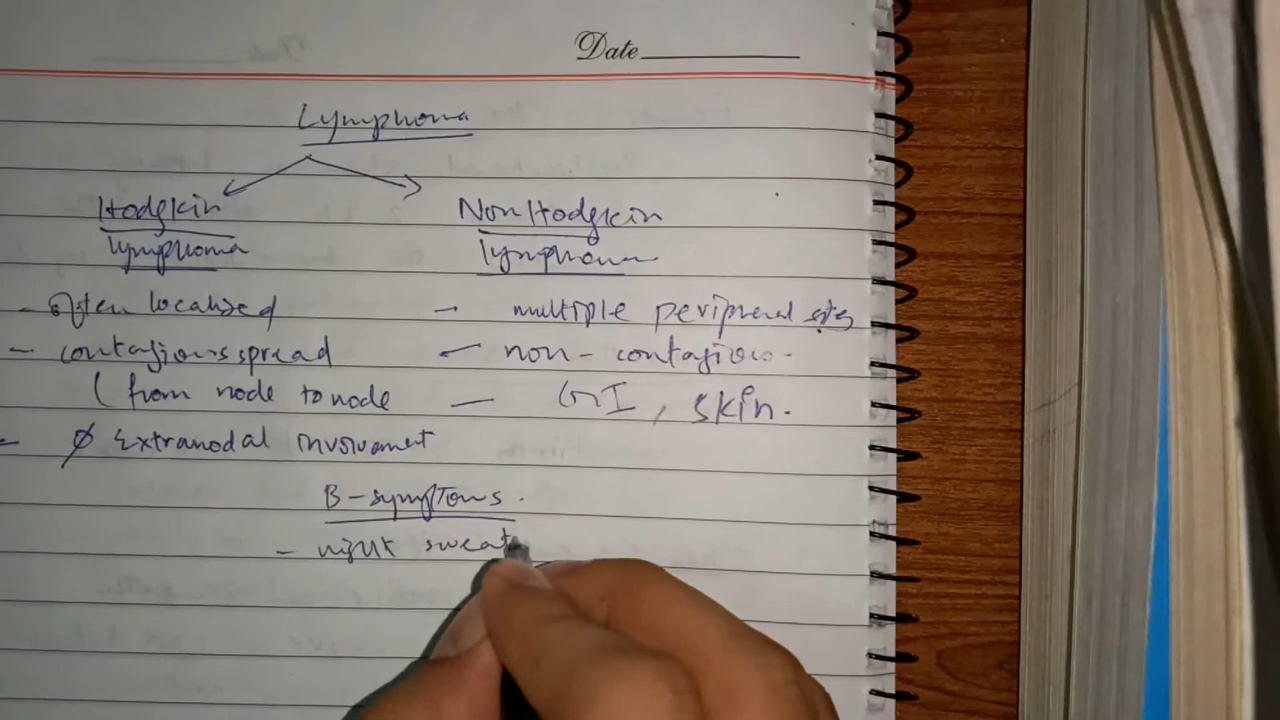 Date
Lymphoma
Hodgkin Non Hodgkin
lymphoma lymphoma
- Often localised - multiple peripheral sites
- contagious spread - non-contagious.
( from node to node - GI, skin.
- Ø Extranodal involvment
B-symptoms.
- night sweat